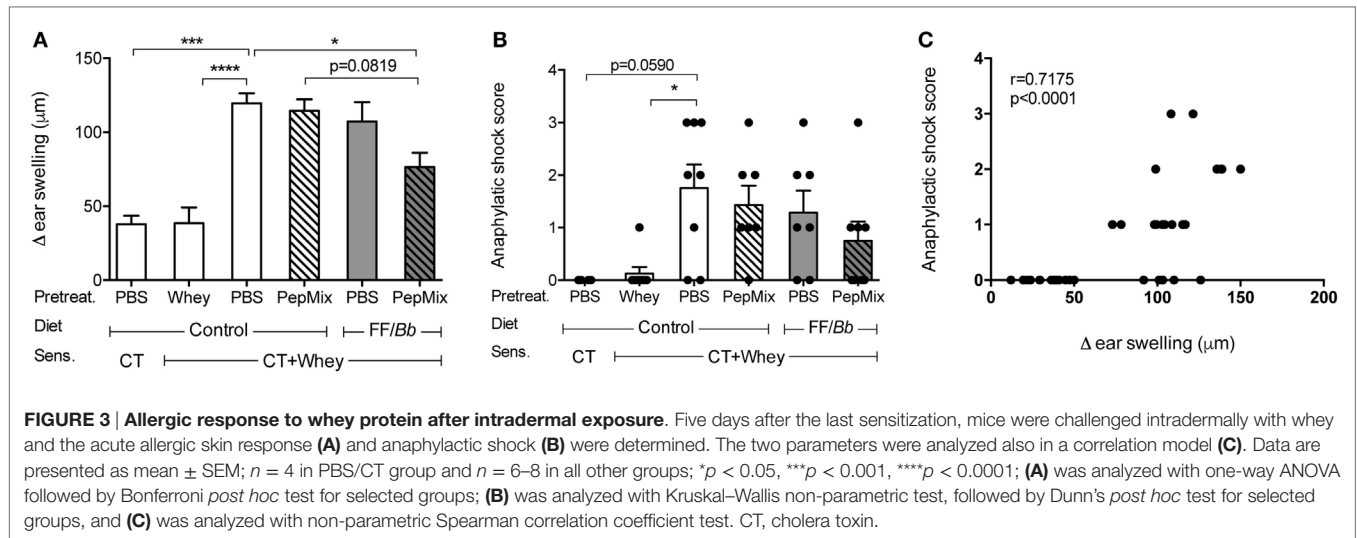 A
B
C
***
*
****
p=0.0819
150
100
50
0
Δ ear swelling (μm)
Pretreat. PBS Whey PBS PepMix PBS PepMix
Diet Control FF/Bb
Sens. CT CT+Whey
p=0.0590
*
4
3
2
1
0
Anaphylatic shock score
Pretreat. PBS Whey PBS PepMix PBS PepMix
Diet Control FF/Bb
Sens. CT CT+Whey
r=0.7175
p<0.0001
4
3
2
1
0
Anaphylactic shock score
0 50 100 150 200
Δ ear swelling (μm)
FIGURE 3 | Allergic response to whey protein after intradermal exposure. Five days after the last sensitization, mice were challenged intradermally with whey
and the acute allergic skin response (A) and anaphylactic shock (B) were determined. The two parameters were analyzed also in a correlation model (C). Data are
presented as mean ± SEM; n = 4 in PBS/CT group and n = 6–8 in all other groups; *p < 0.05, ***p < 0.001, ****p < 0.0001; (A) was analyzed with one-way ANOVA
followed by Bonferroni post hoc test for selected groups; (B) was analyzed with Kruskal–Wallis non-parametric test, followed by Dunn's post hoc test for selected
groups, and (C) was analyzed with non-parametric Spearman correlation coefficient test. CT, cholera toxin.